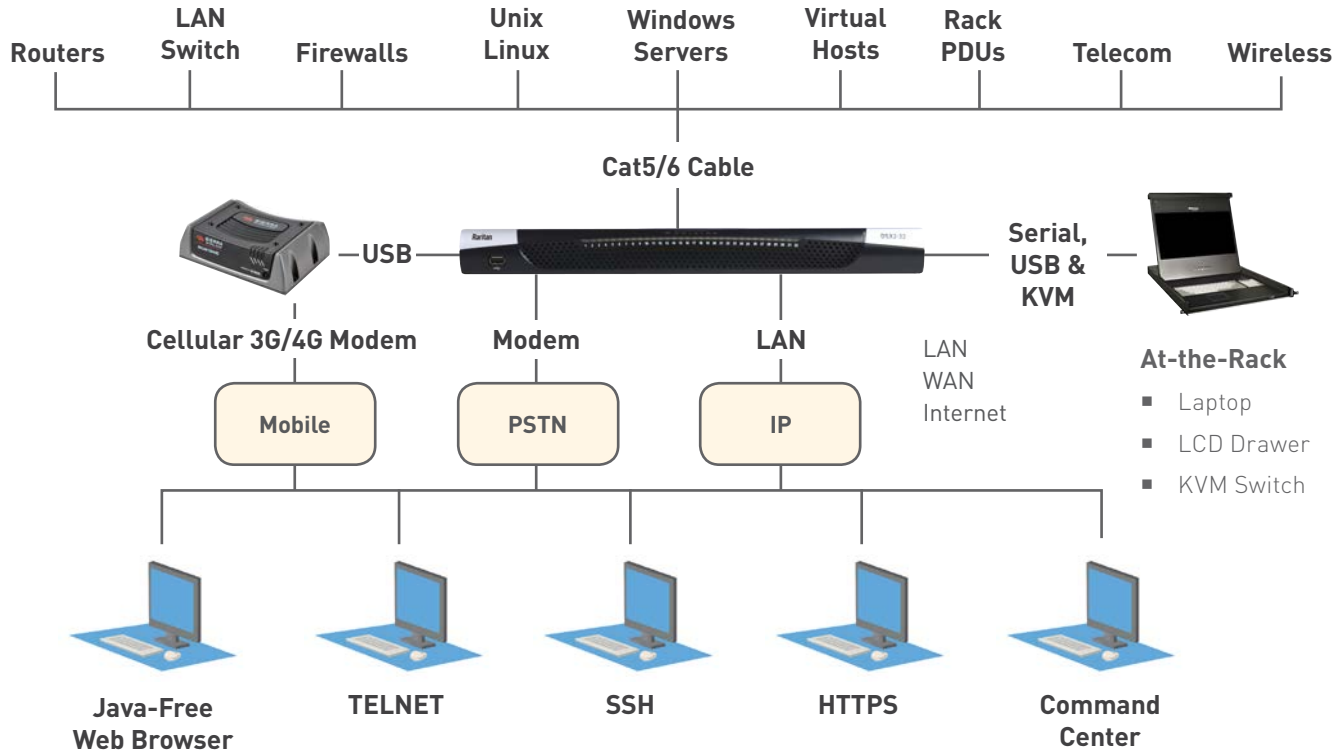 Routers
LAN
Switch
Firewalls
Unix
Linux
Windows
Servers
Virtual
Hosts
Rack
PDUs
Telecom
Wireless
Cat5/6 Cable
USB
Raritan
Serial,
USB &
KVM
Cellular 3G/4G Modem
Modem
LAN
LAN
WAN
Internet
At-the-Rack
■ Laptop
■ LCD Drawer
■ KVM Switch
Mobile
PSTN
IP
Java-Free
Web Browser
TELNET
SSH
HTTPS
Command
Center